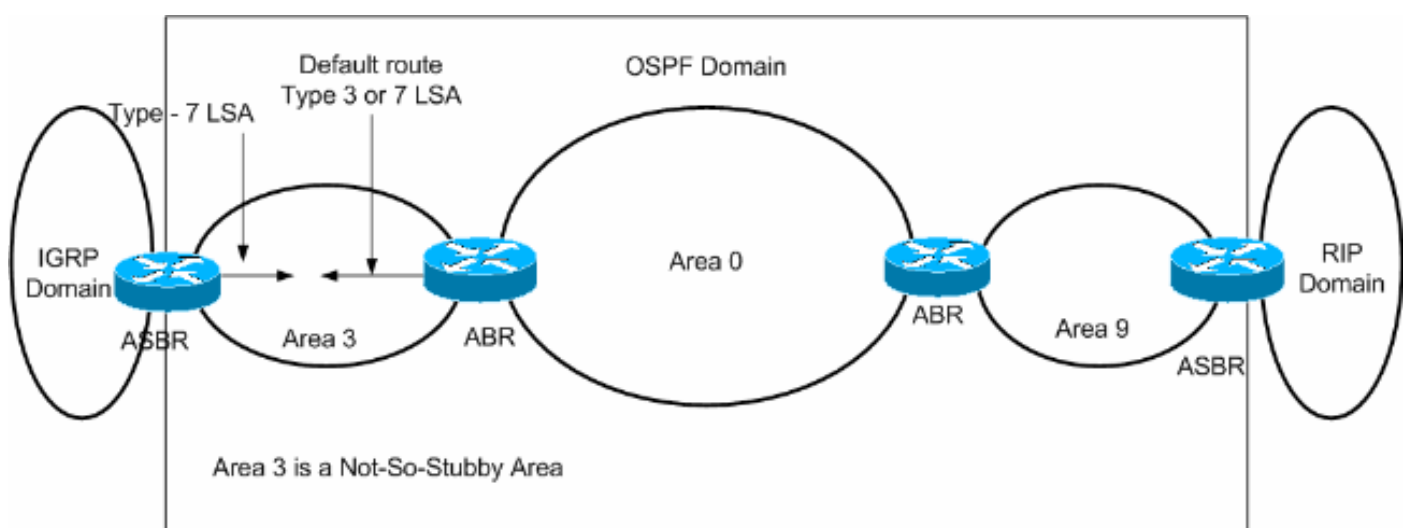 Default route
Type 3 or 7 LSA
OSPF Domain
Type - 7 LSA
IGRP
Domain
ASBR
Area 3
ABR
Area 0
ABR
Area 9
ASBR
RIP
Domain
Area 3 is a Not-So-Stubby Area